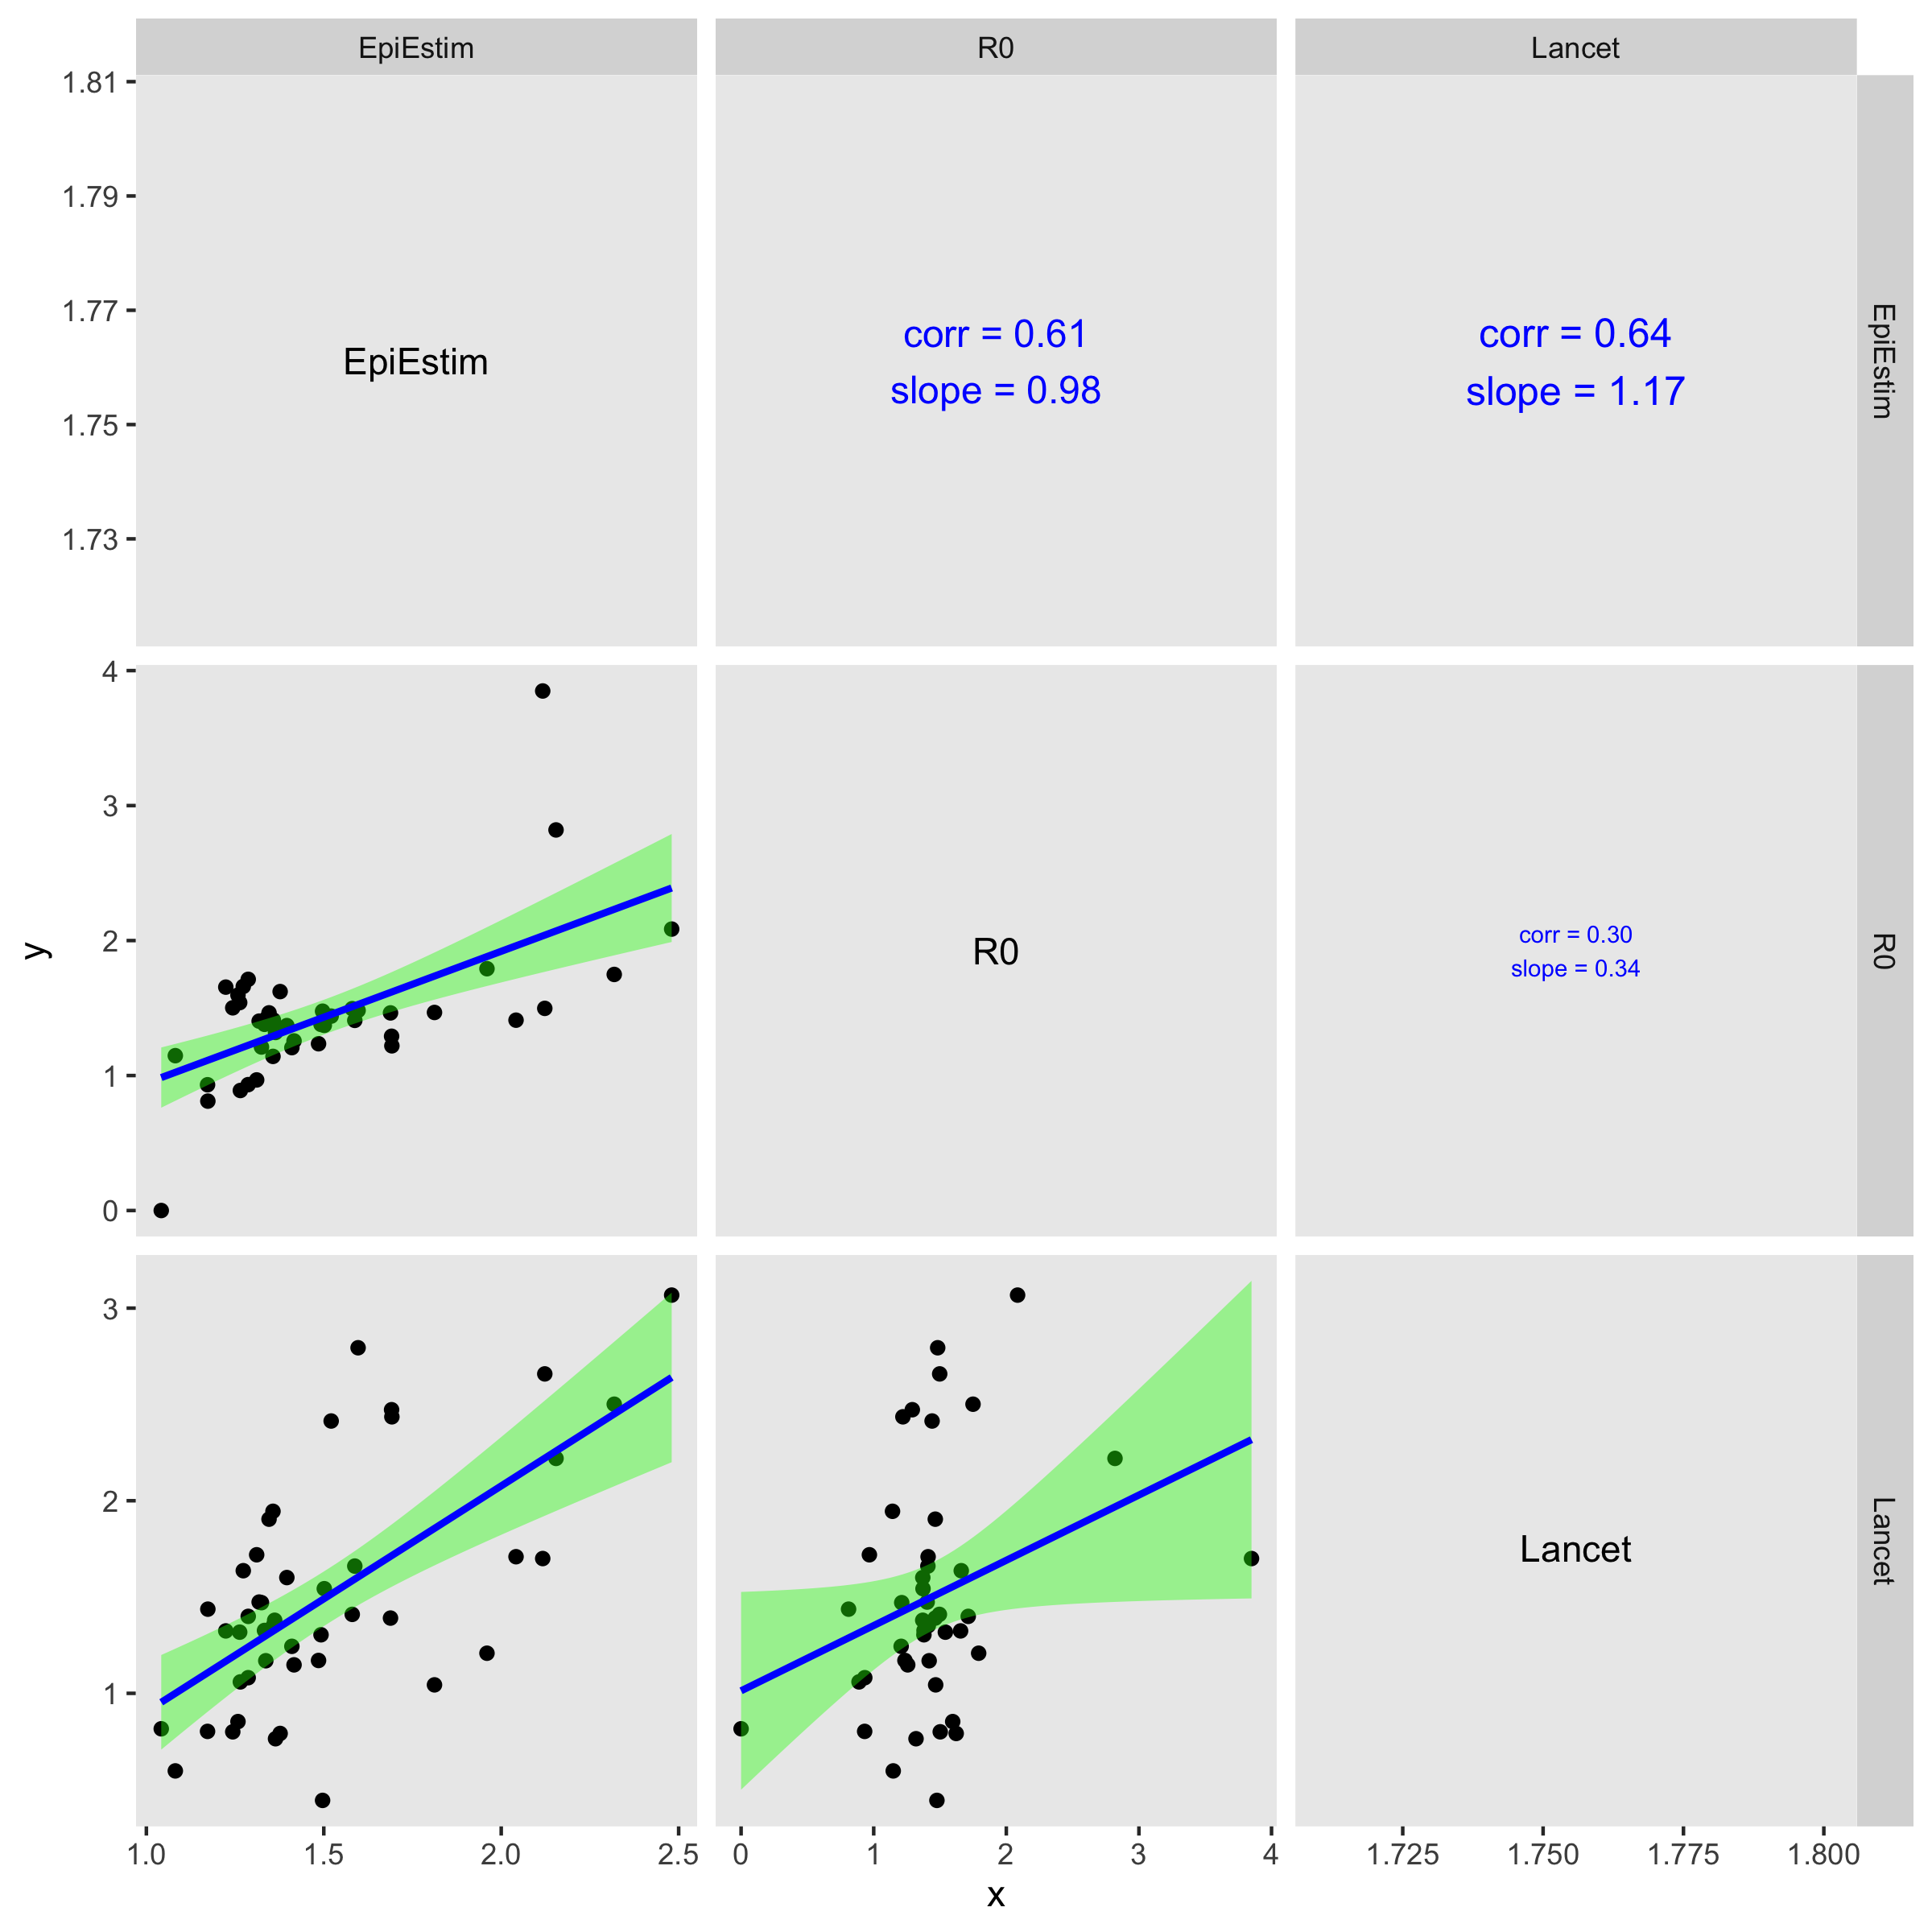 EpiEstim R0 Lancet
1.81
1.79
1.77
1.75
1.73
EpiEstim
corr = 0.61
slope = 0.98
corr = 0.64
slope = 1.17
EpiEstim
4
3
2
1
0
R0
corr = 0.30
slope = 0.34
R0
y
3
2
1
Lancet
Lancet
1.0 1.5 2.0 2.5 0 1 2 3 4 1.725 1.750 1.775 1.800
x